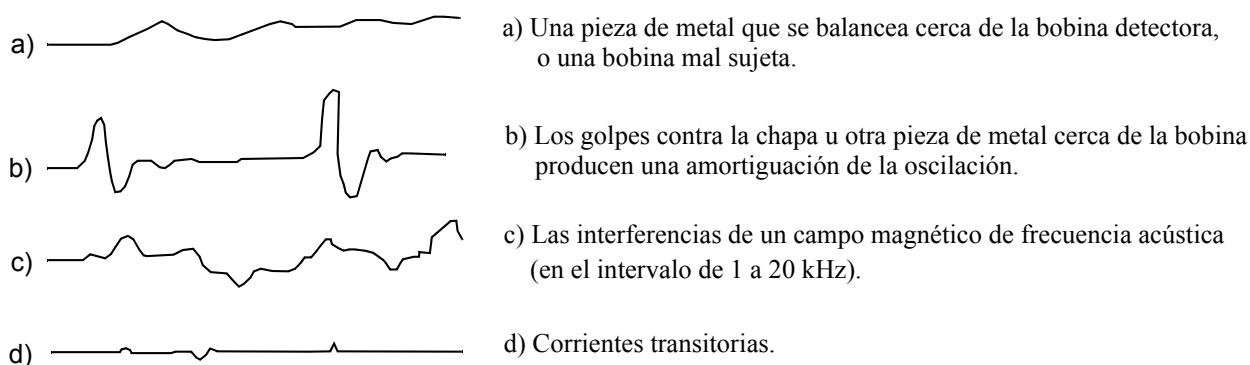 a) a) Una pieza de metal que se balancea cerca de la bobina detectora,
o una bobina mal sujeta.
b) b) Los golpes contra la chapa u otra pieza de metal cerca de la bobina
producen una amortiguación de la oscilación.
c) c) Las interferencias de un campo magnético de frecuencia acústica
(en el intervalo de 1 a 20 kHz).
d) d) Corrientes transitorias.